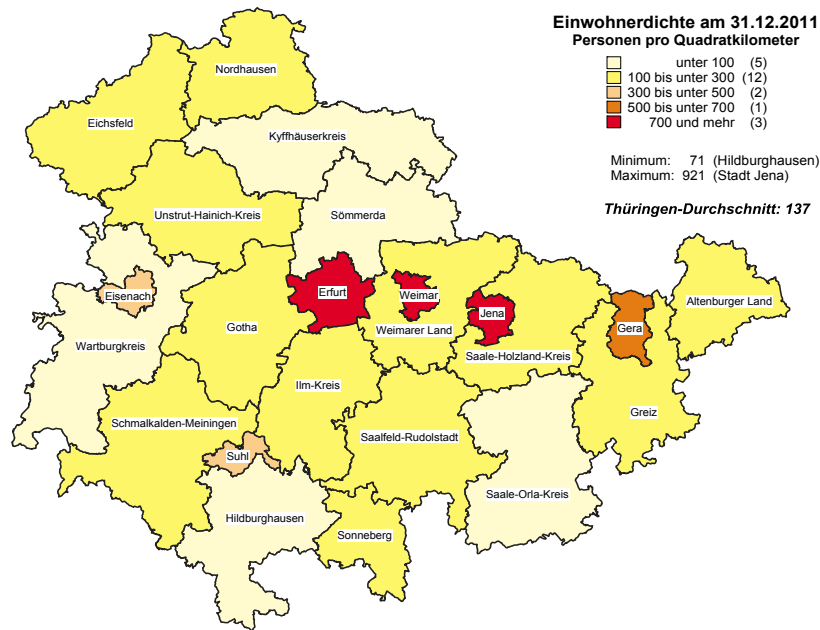 Einwohnerdichte am 31.12.2011
Personen pro Quadratkilometer
unter 100 (5)
100 bis unter 300 (12)
300 bis unter 500 (2)
500 bis unter 700 (1)
700 und mehr (3)
Minimum: 71 (Hildburghausen)
Maximum: 921 (Stadt Jena)
Thüringen-Durchschnitt: 137
Nordhausen
Eichsfeld
Kyffhäuserkreis
Unstrut-Hainich-Kreis
Sömmerda
Eisenach
Erfurt
Weimar
Altenburger Land
Jena
Gotha
Weimarer Land
Gera
Wartburgkreis
Saale-Holzland-Kreis
Ilm-Kreis
Greiz
Schmalkalden-Meiningen
Saalfeld-Rudolstadt
Suhl
Saale-Orla-Kreis
Hildburghausen
Sonneberg